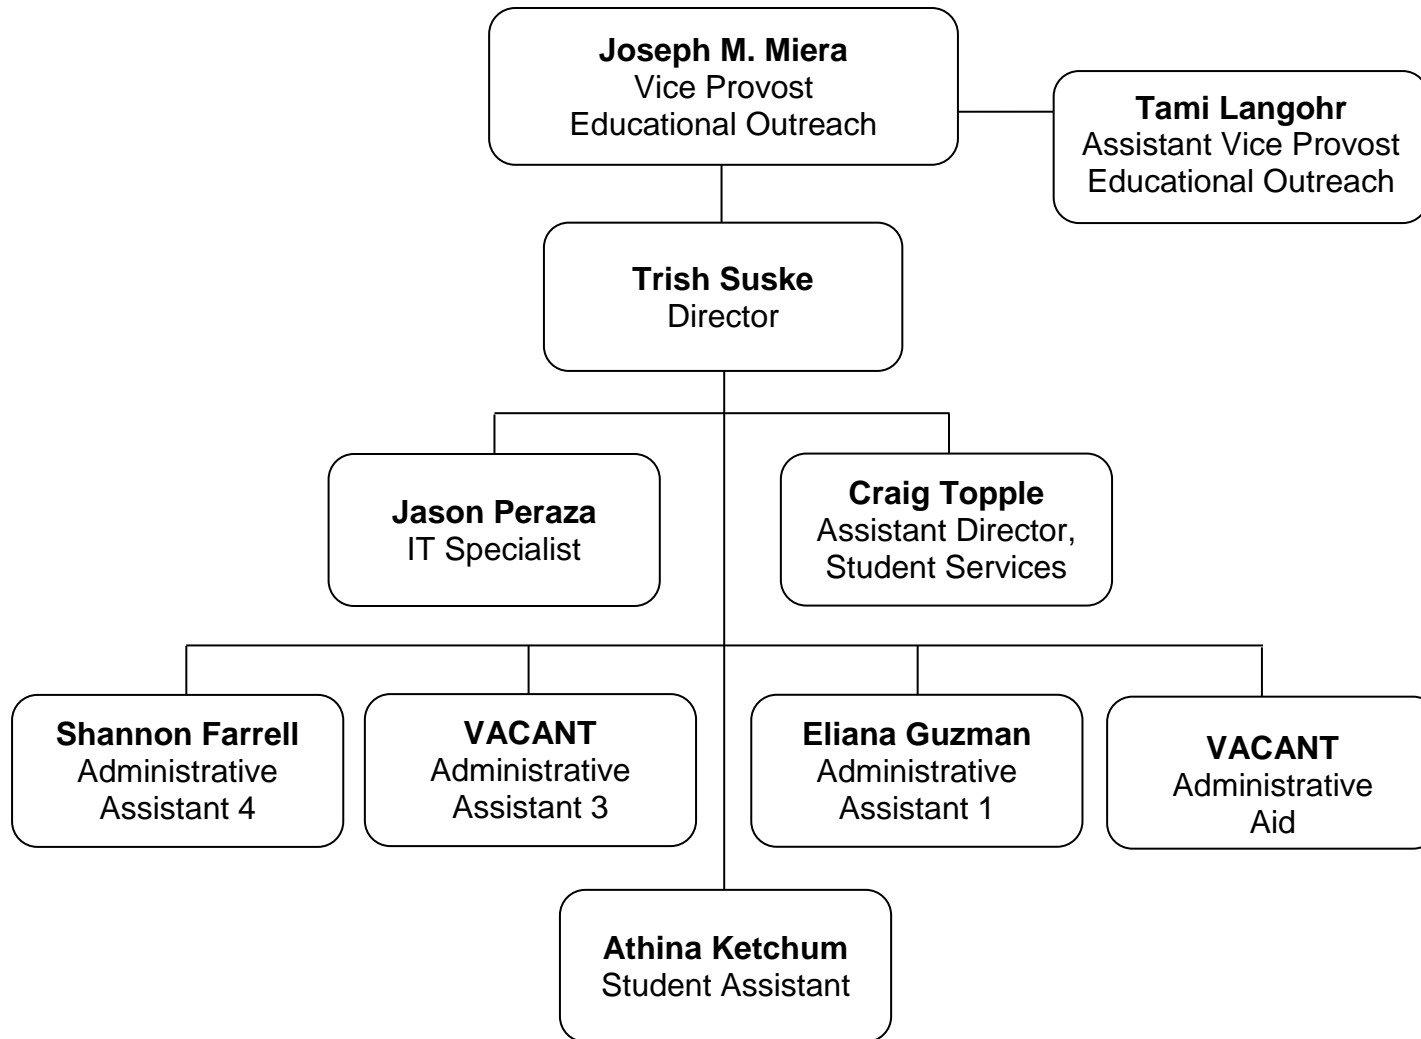 Joseph M. Miera
Vice Provost
Educational Outreach
Tami Langohr
Assistant Vice Provost
Educational Outreach
Trish Suske
Director
Jason Peraza
IT Specialist
Craig Topple
Assistant Director,
Student Services
Shannon Farrell
Administrative
Assistant 4
VACANT
Administrative
Assistant 3
Eliana Guzman
Administrative
Assistant 1
VACANT
Administrative
Aid
Athina Ketchum
Student Assistant